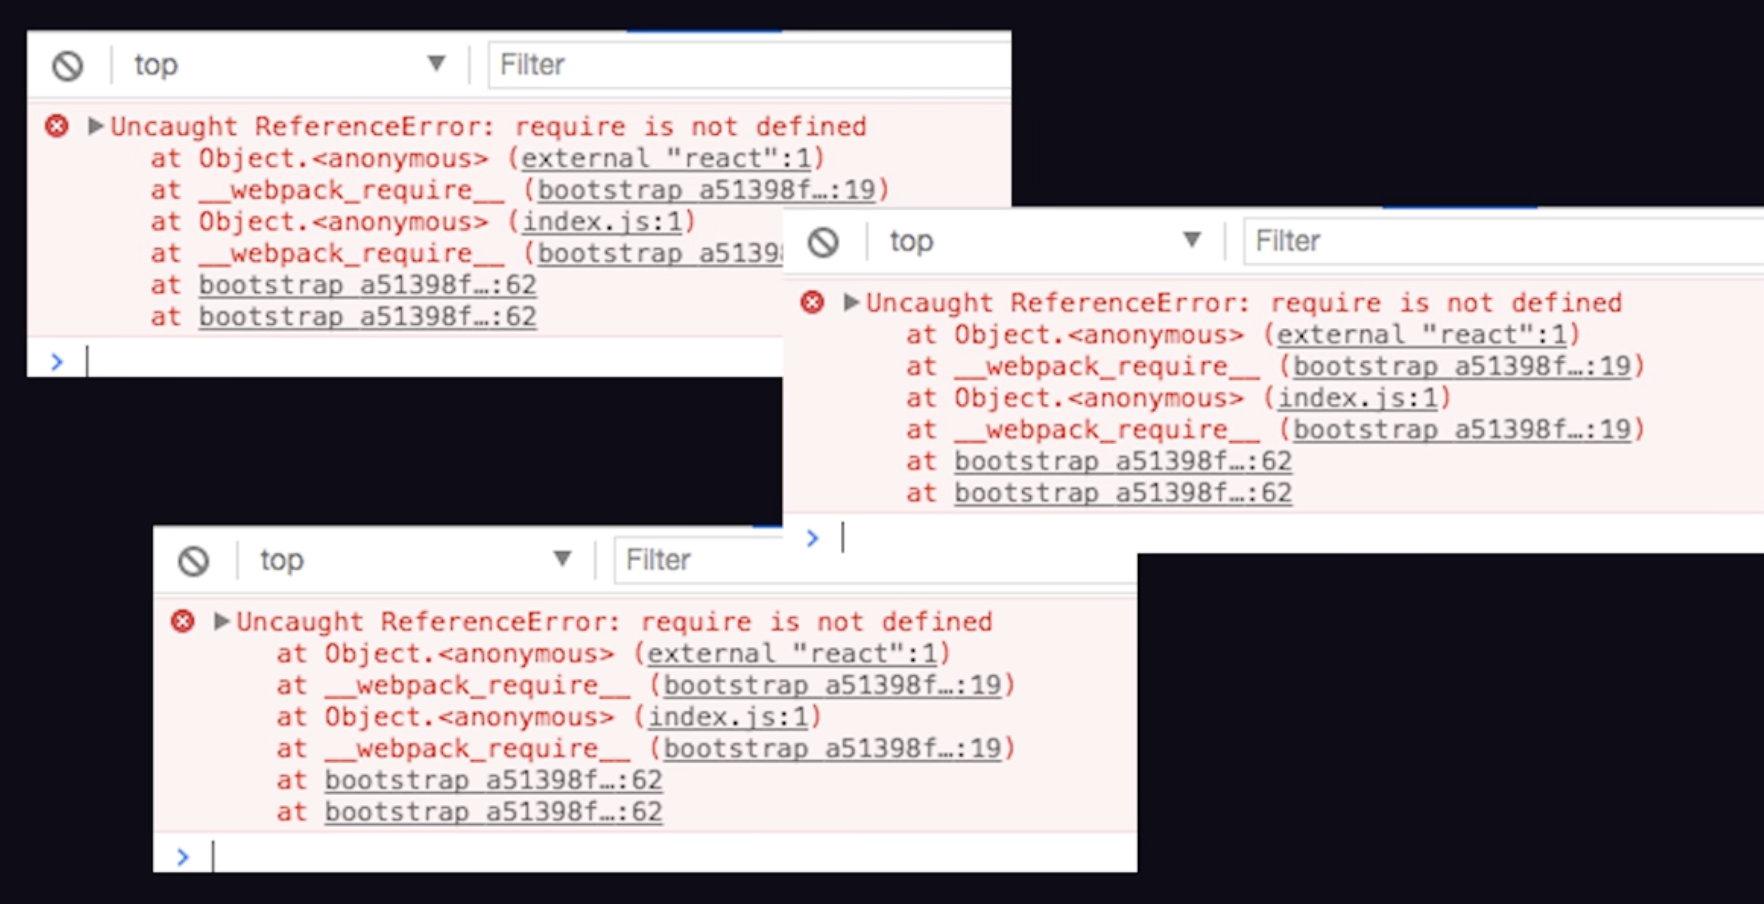 top Filter
Uncaught ReferenceError: require is not defined
at Object.<anonymous> (external "react":1)
at __webpack_require__ (bootstrap a51398f…:19)
at Object.<anonymous> (index.js:1)
at __webpack_require__ (bootstrap a5139
at bootstrap a51398f…:62
at bootstrap a51398f…:62
>
top Filter
Uncaught ReferenceError: require is not defined
at Object.<anonymous> (external "react":1)
at __webpack_require__ (bootstrap a51398f…:19)
at Object.<anonymous> (index.js:1)
at __webpack_require__ (bootstrap a51398f…:19)
at bootstrap a51398f…:62
at bootstrap a51398f…:62
>
top Filter
Uncaught ReferenceError: require is not defined
at Object.<anonymous> (external "react":1)
at __webpack_require__ (bootstrap a51398f…:19)
at Object.<anonymous> (index.js:1)
at __webpack_require__ (bootstrap a51398f…:19)
at bootstrap a51398f…:62
at bootstrap a51398f…:62
>